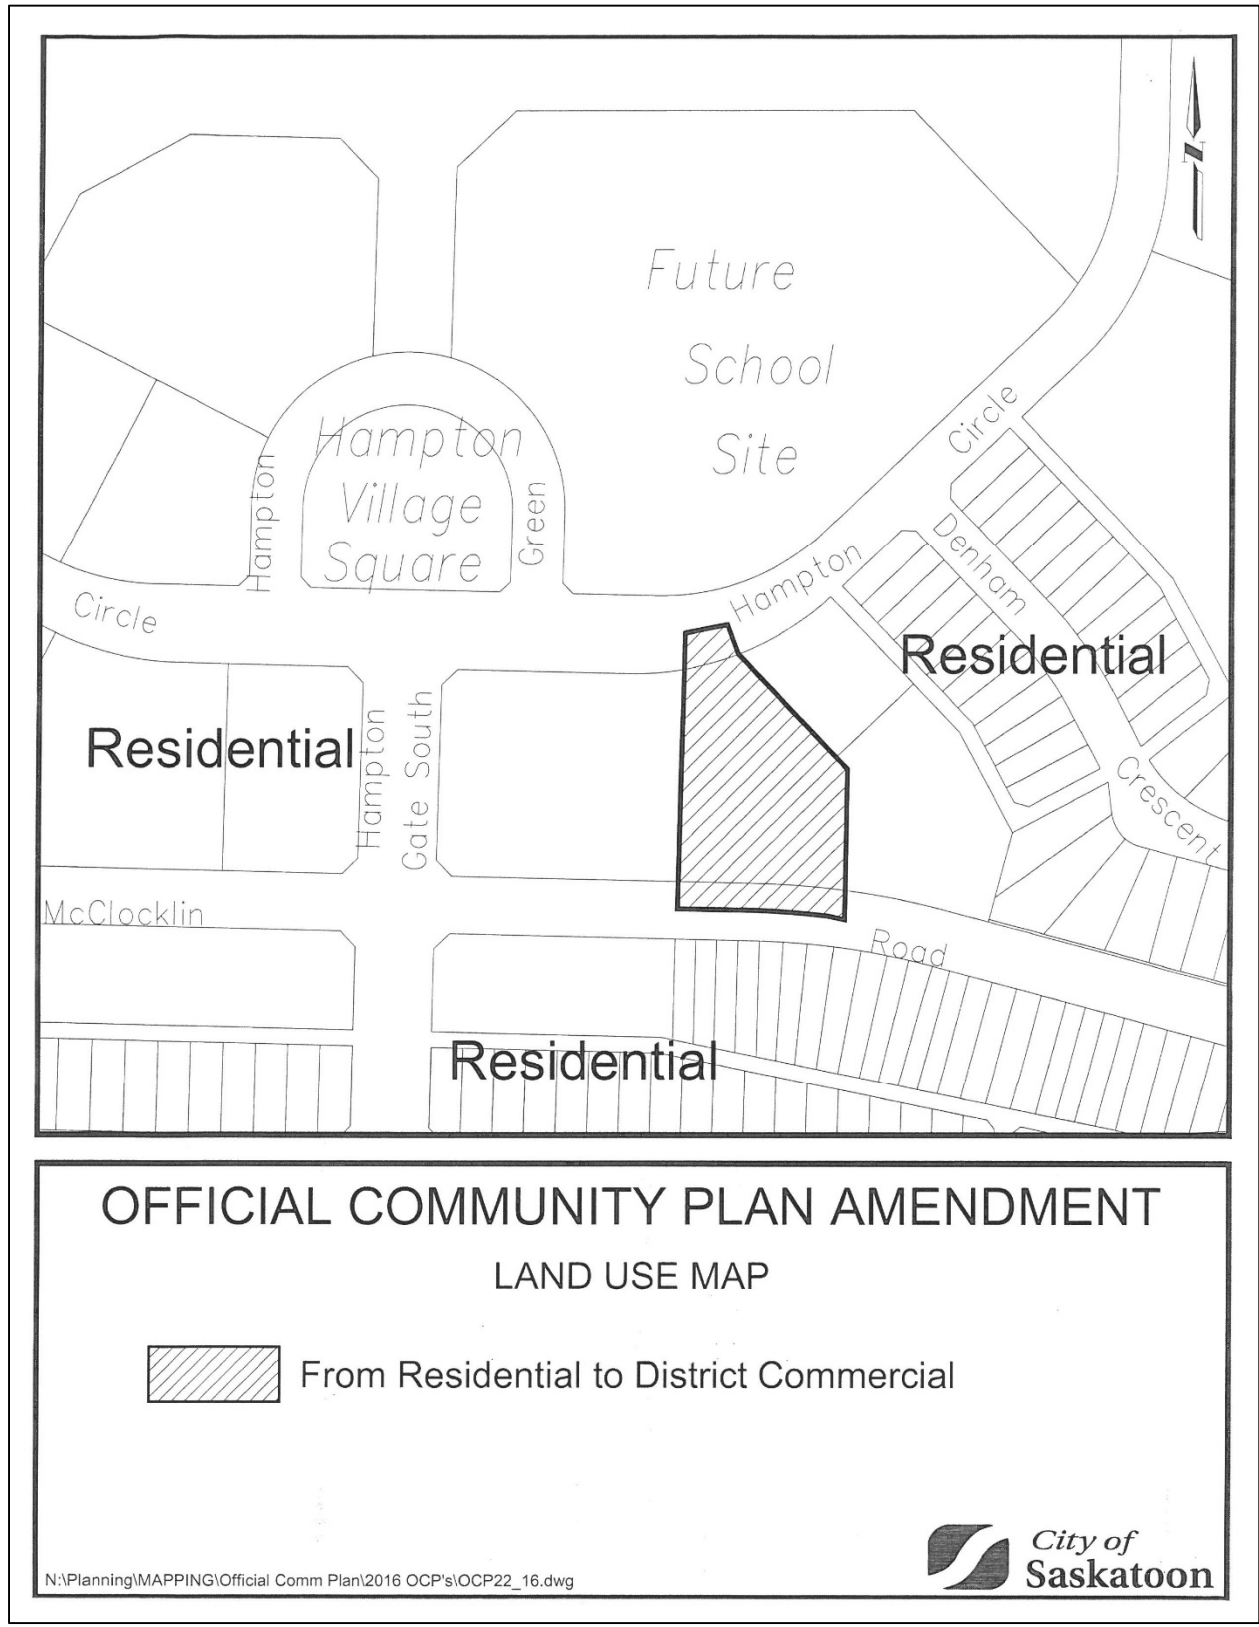 N
Future
School
Site
Circle
Hampton
Village
Square
Hampton
Green
Denham
Hampton
Circle
Residential
Residential
Hampton
Gate South
Crescent
McClocklin
Road
Residential
OFFICIAL COMMUNITY PLAN AMENDMENT
LAND USE MAP
From Residential to District Commercial
N:\Planning\MAPPING\Official Comm Plan\2016 OCP's\OCP22_16.dwg
City of
Saskatoon